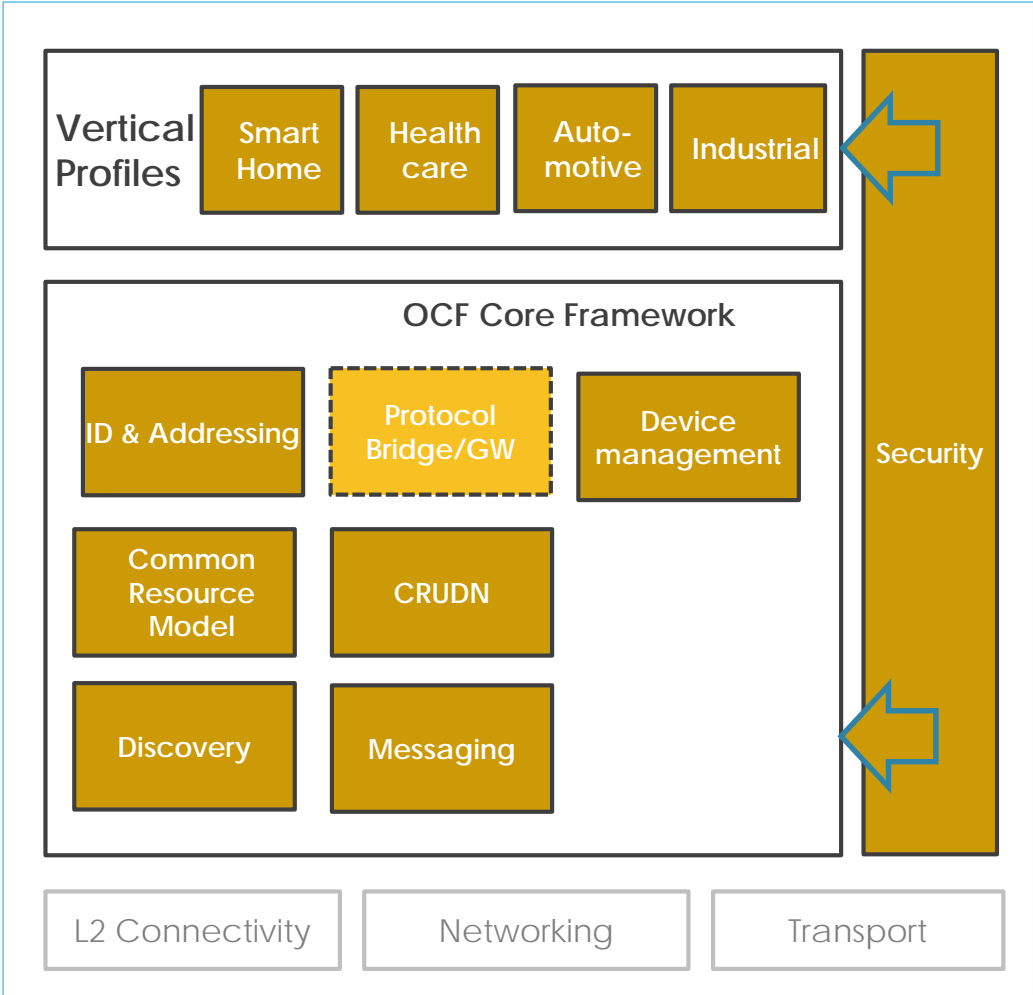 Vertical
Profiles
Smart
Home
Health
care
Auto-
motive
Industrial
OCF Core Framework
ID & Addressing
Protocol
Bridge/GW
Device
management
Security
Common
Resource
Model
CRUDN
Discovery
Messaging
L2 Connectivity
Networking
Transport